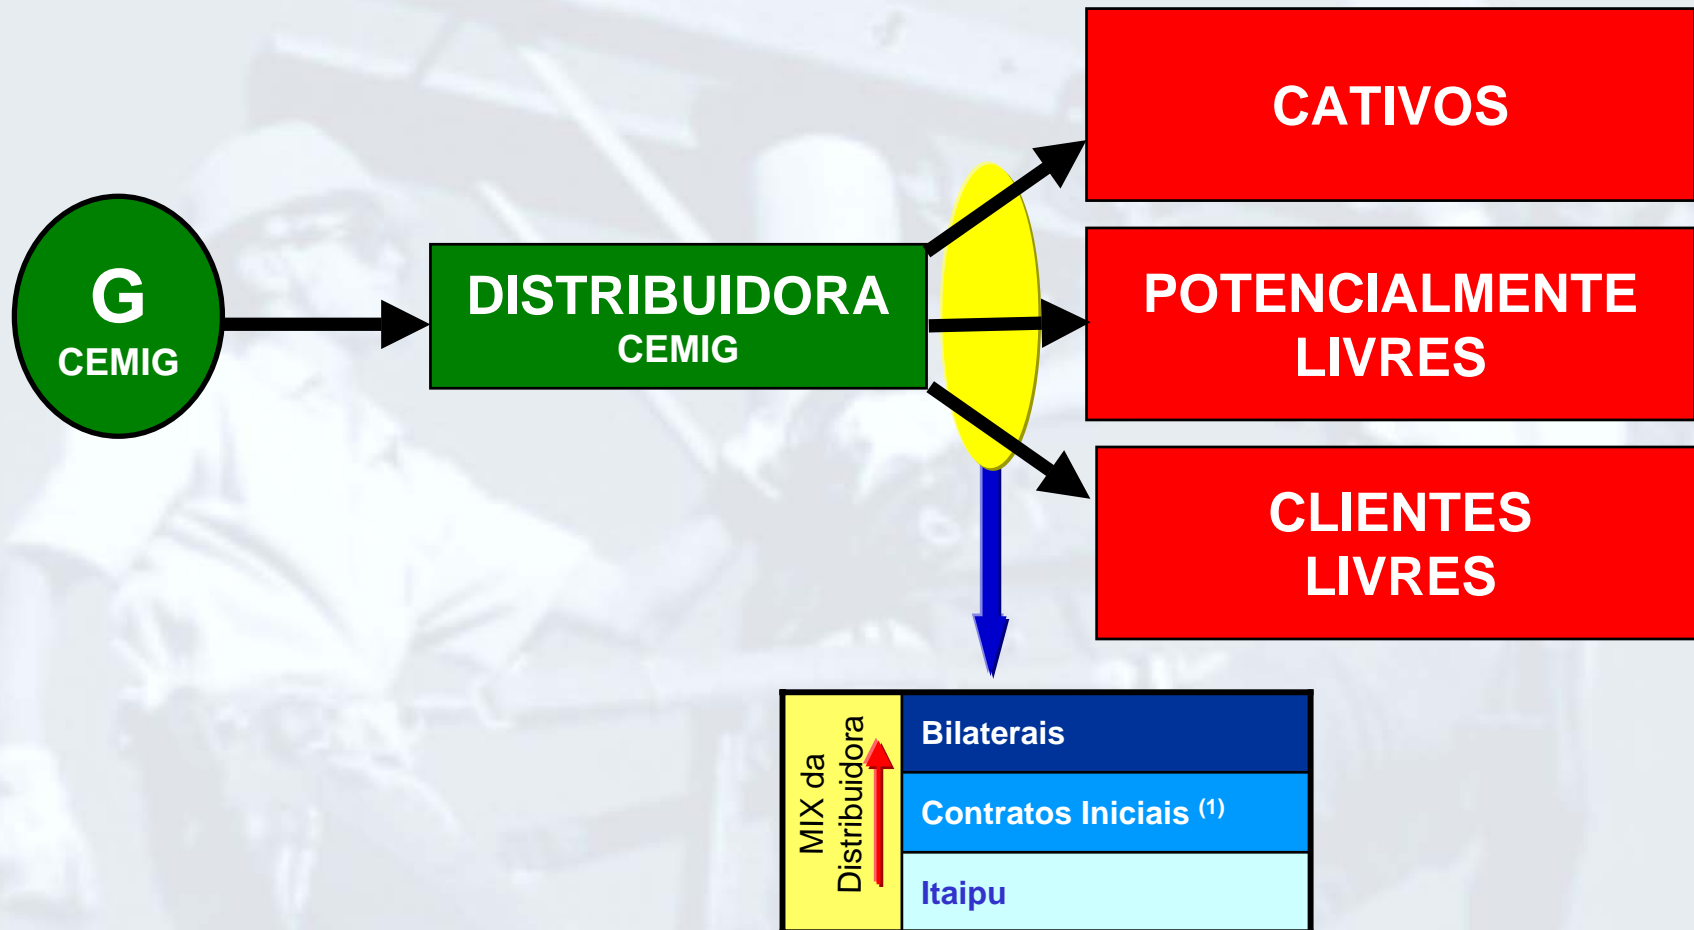 G
CEMIG
DISTRIBUIDORA
CEMIG
CATIVOS
POTENCIALMENTE
LIVRES
CLIENTES
LIVRES
MIX da
Distribuidora
Bilaterais
Contratos Iniciais (1)
Itaipu